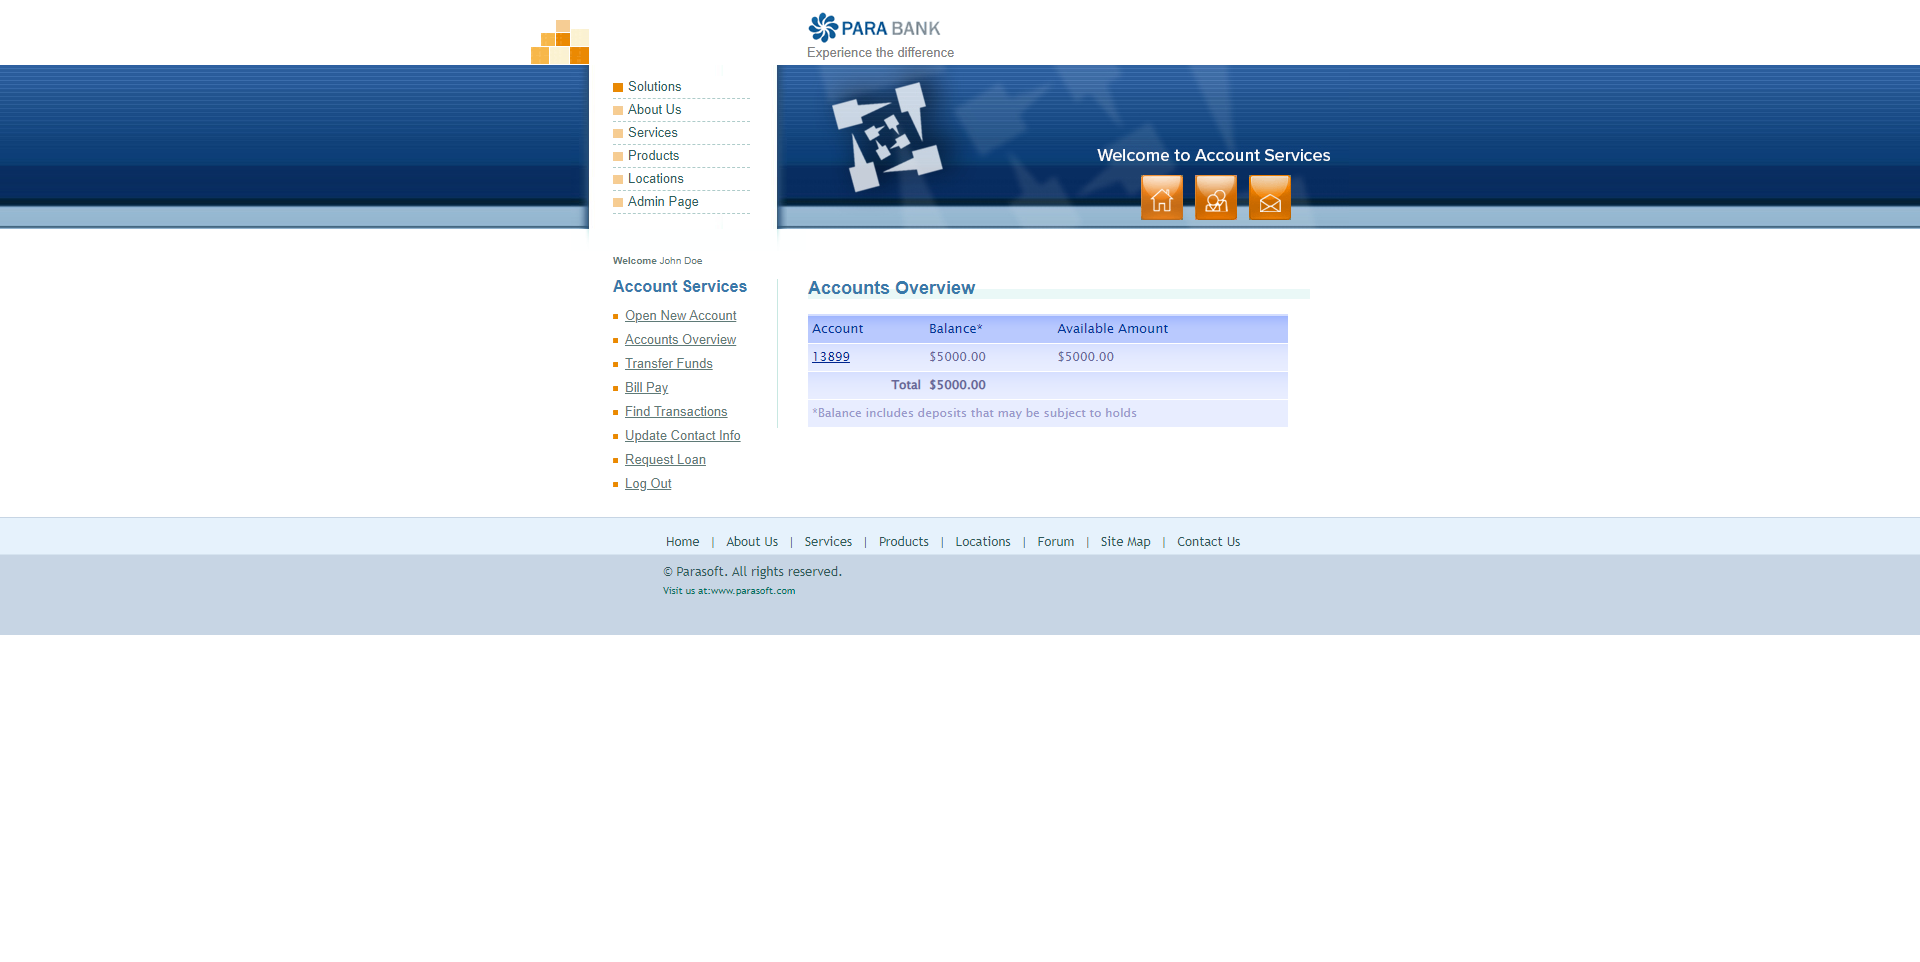 PARA BANK
Experience the difference
Solutions
About Us
Services
Products
Locations
Admin Page
Welcome to Account Services
Welcome John Doe
Account Services
Open New Account
Accounts Overview
Transfer Funds
Bill Pay
Find Transactions
Update Contact Info
Request Loan
Log Out
Accounts Overview
Account Balance* Available Amount
13899 $5000.00 $5000.00
Total $5000.00
*Balance includes deposits that may be subject to holds
Home | About Us | Services | Products | Locations | Forum | Site Map | Contact Us
© Parasoft. All rights reserved.
Visit us at:www.parasoft.com